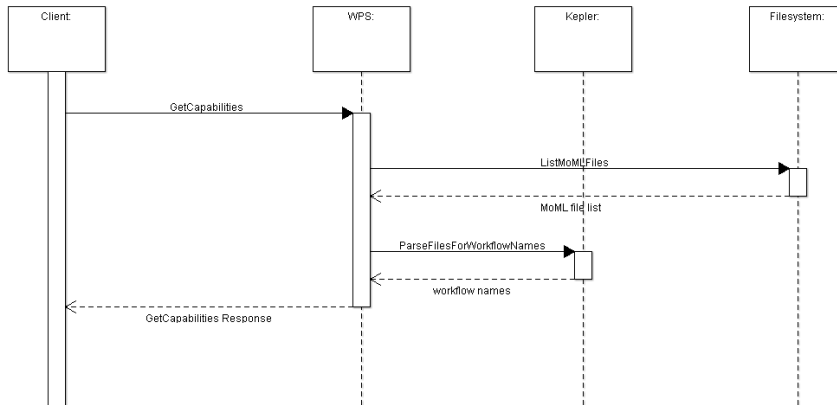 Client:
WPS:
Kepler:
Filesystem:
GetCapabilities
ListMoMLFiles
MoML file list
ParseFilesForWorkflowNames
workflow names
GetCapabilities Response